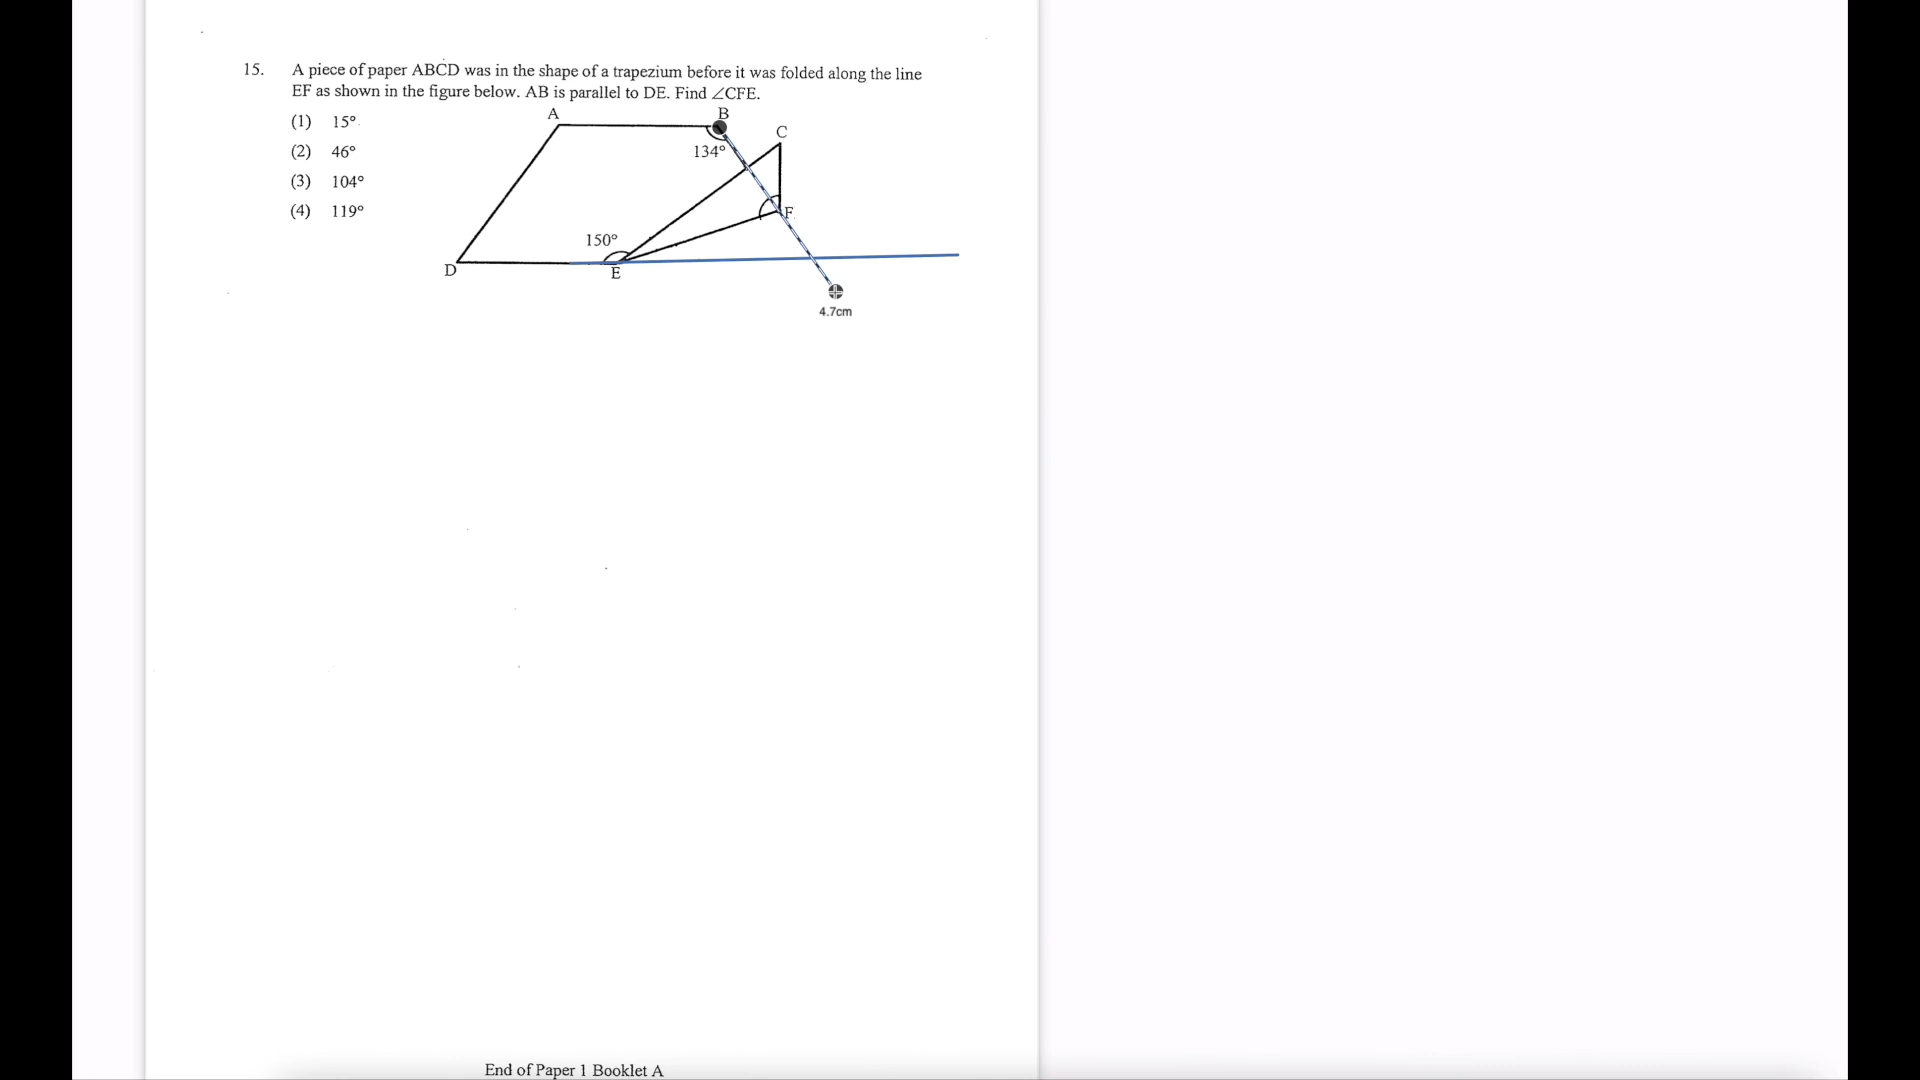 15. A piece of paper ABCD was in the shape of a trapezium before it was folded along the line
EF as shown in the figure below. AB is parallel to DE. Find ∠CFE.
(1) 15°
(2) 46°
(3) 104°
(4) 119°
A
B
C
134°
F
150°
D
E
4.7cm
End of Paper 1 Booklet A